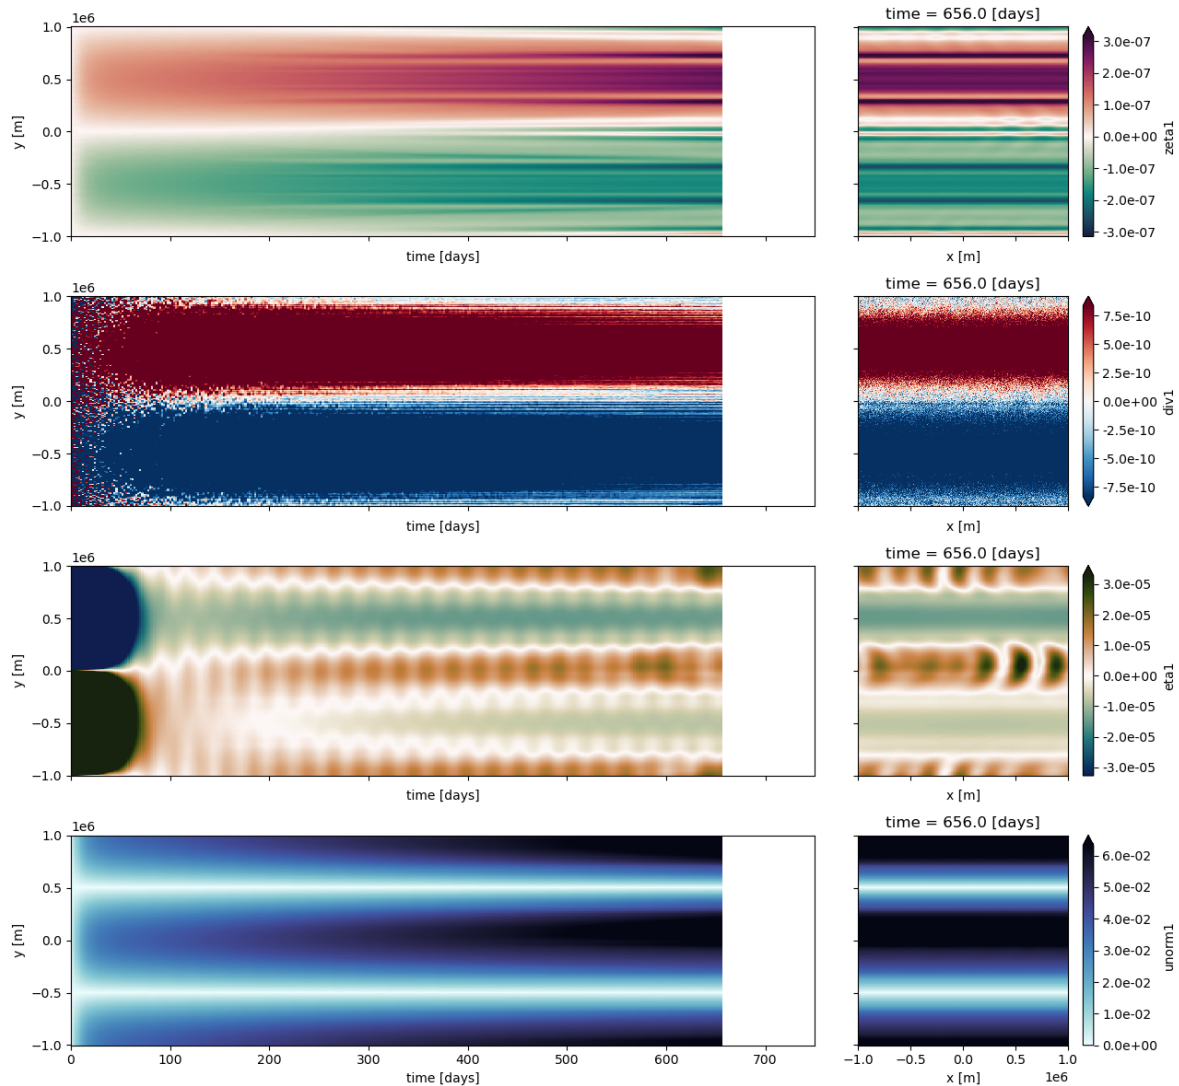 1e6
time = 656.0 [days]
1.0
0.5
0.0
−0.5
−1.0
y [m]
3.0e-07
2.0e-07
1.0e-07
0.0e+00
-1.0e-07
-2.0e-07
-3.0e-07
zeta1
time [days]
x [m]
1e6
time = 656.0 [days]
1.0
0.5
0.0
−0.5
−1.0
y [m]
7.5e-10
5.0e-10
2.5e-10
0.0e+00
-2.5e-10
-5.0e-10
-7.5e-10
div1
time [days]
x [m]
1e6
time = 656.0 [days]
1.0
0.5
0.0
−0.5
−1.0
y [m]
3.0e-05
2.0e-05
1.0e-05
0.0e+00
-1.0e-05
-2.0e-05
-3.0e-05
eta1
time [days]
x [m]
1e6
time = 656.0 [days]
1.0
0.5
0.0
−0.5
−1.0
y [m]
6.0e-02
5.0e-02
4.0e-02
3.0e-02
2.0e-02
1.0e-02
0.0e+00
unorm1
0 100 200 300 400 500 600 700
time [days]
−1.0 −0.5 0.0 0.5 1.0
x [m]
1e6